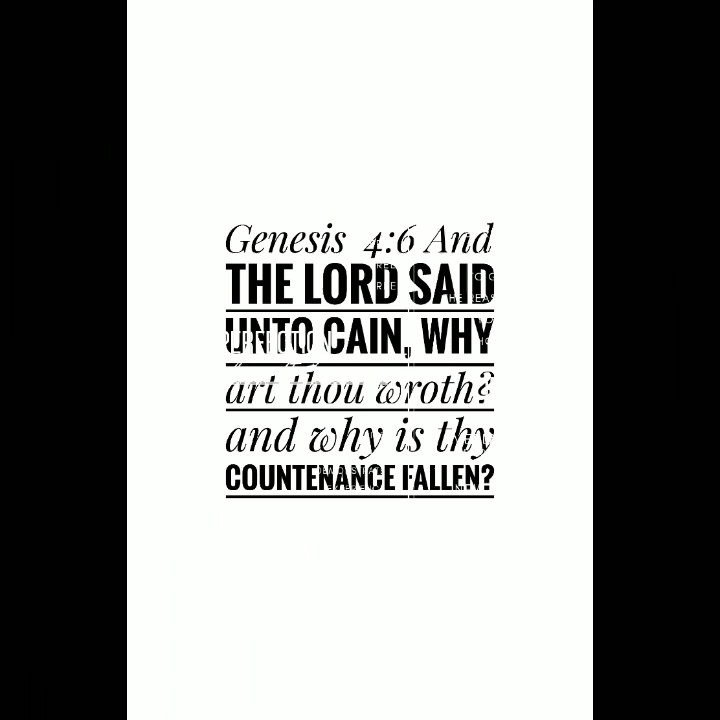 Genesis 4:6 And
THE LORD SAID
UNTO CAIN, WHY
PERFECTION
art thou wroth?
and why is thy
COUNTENANCE FALLEN?